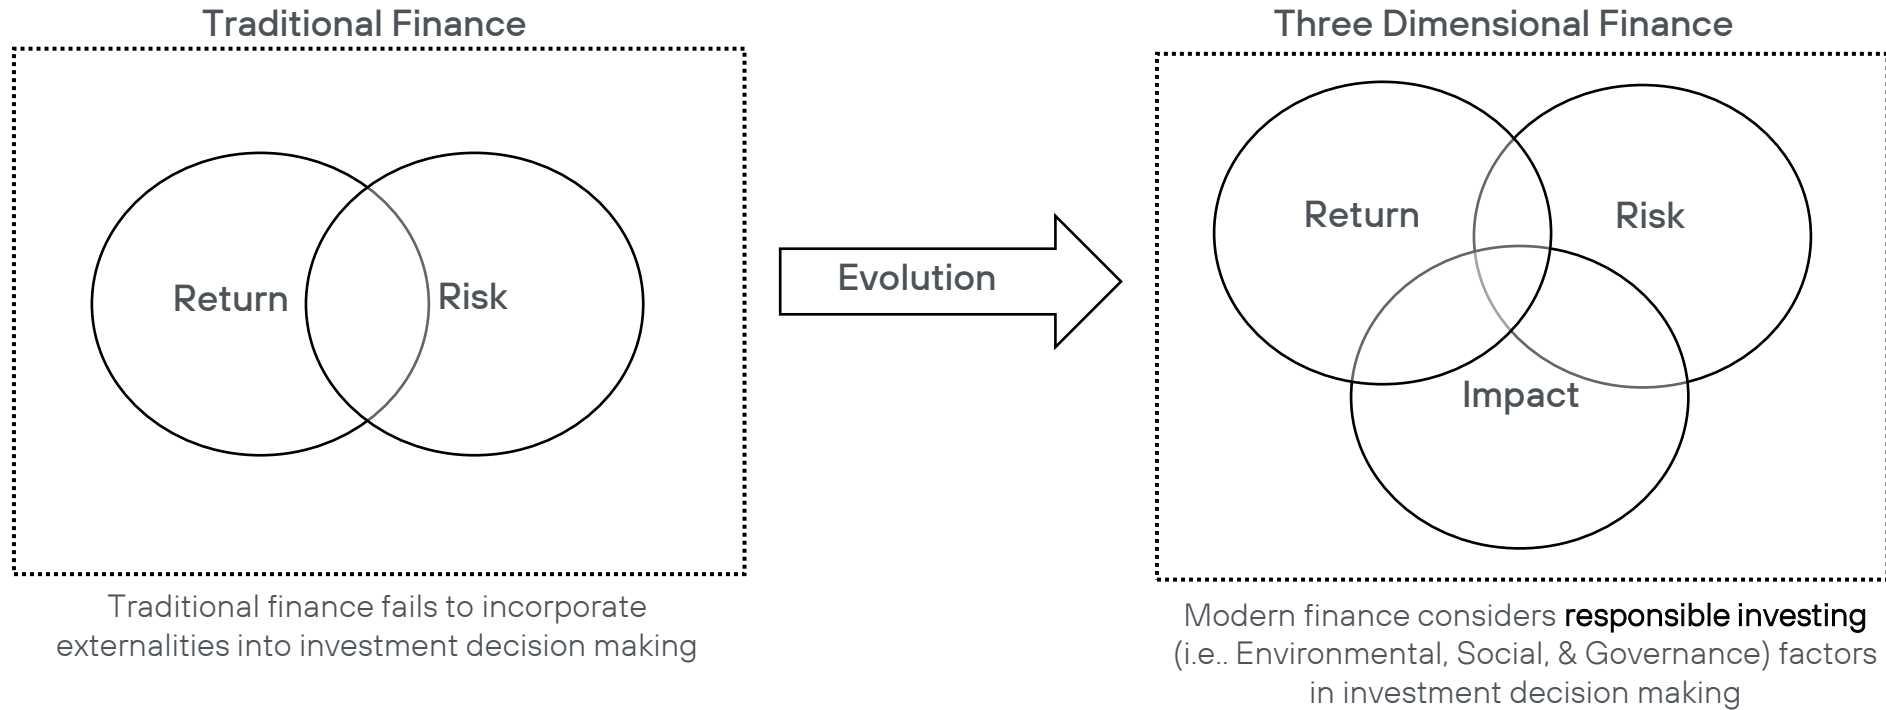 Traditional Finance
Return
Risk
Traditional finance fails to incorporate
externalities into investment decision making
Evolution
Three Dimensional Finance
Return
Risk
Impact
Modern finance considers responsible investing
(i.e.. Environmental, Social, & Governance) factors
in investment decision making